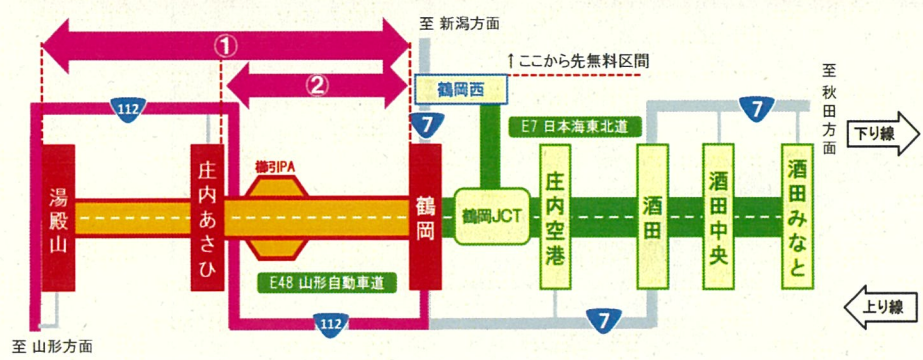 至 新潟方面
①
②
鶴岡西
↑ここから先無料区間
112
7
E7 日本海東北道
7
至秋田方面
下り線
湯殿山
庄内あさひ
櫛引PA
鶴岡
鶴岡JCT
庄内空港
酒田
酒田中央
酒田みなと
E48 山形自動車道
112
7
上り線
至 山形方面